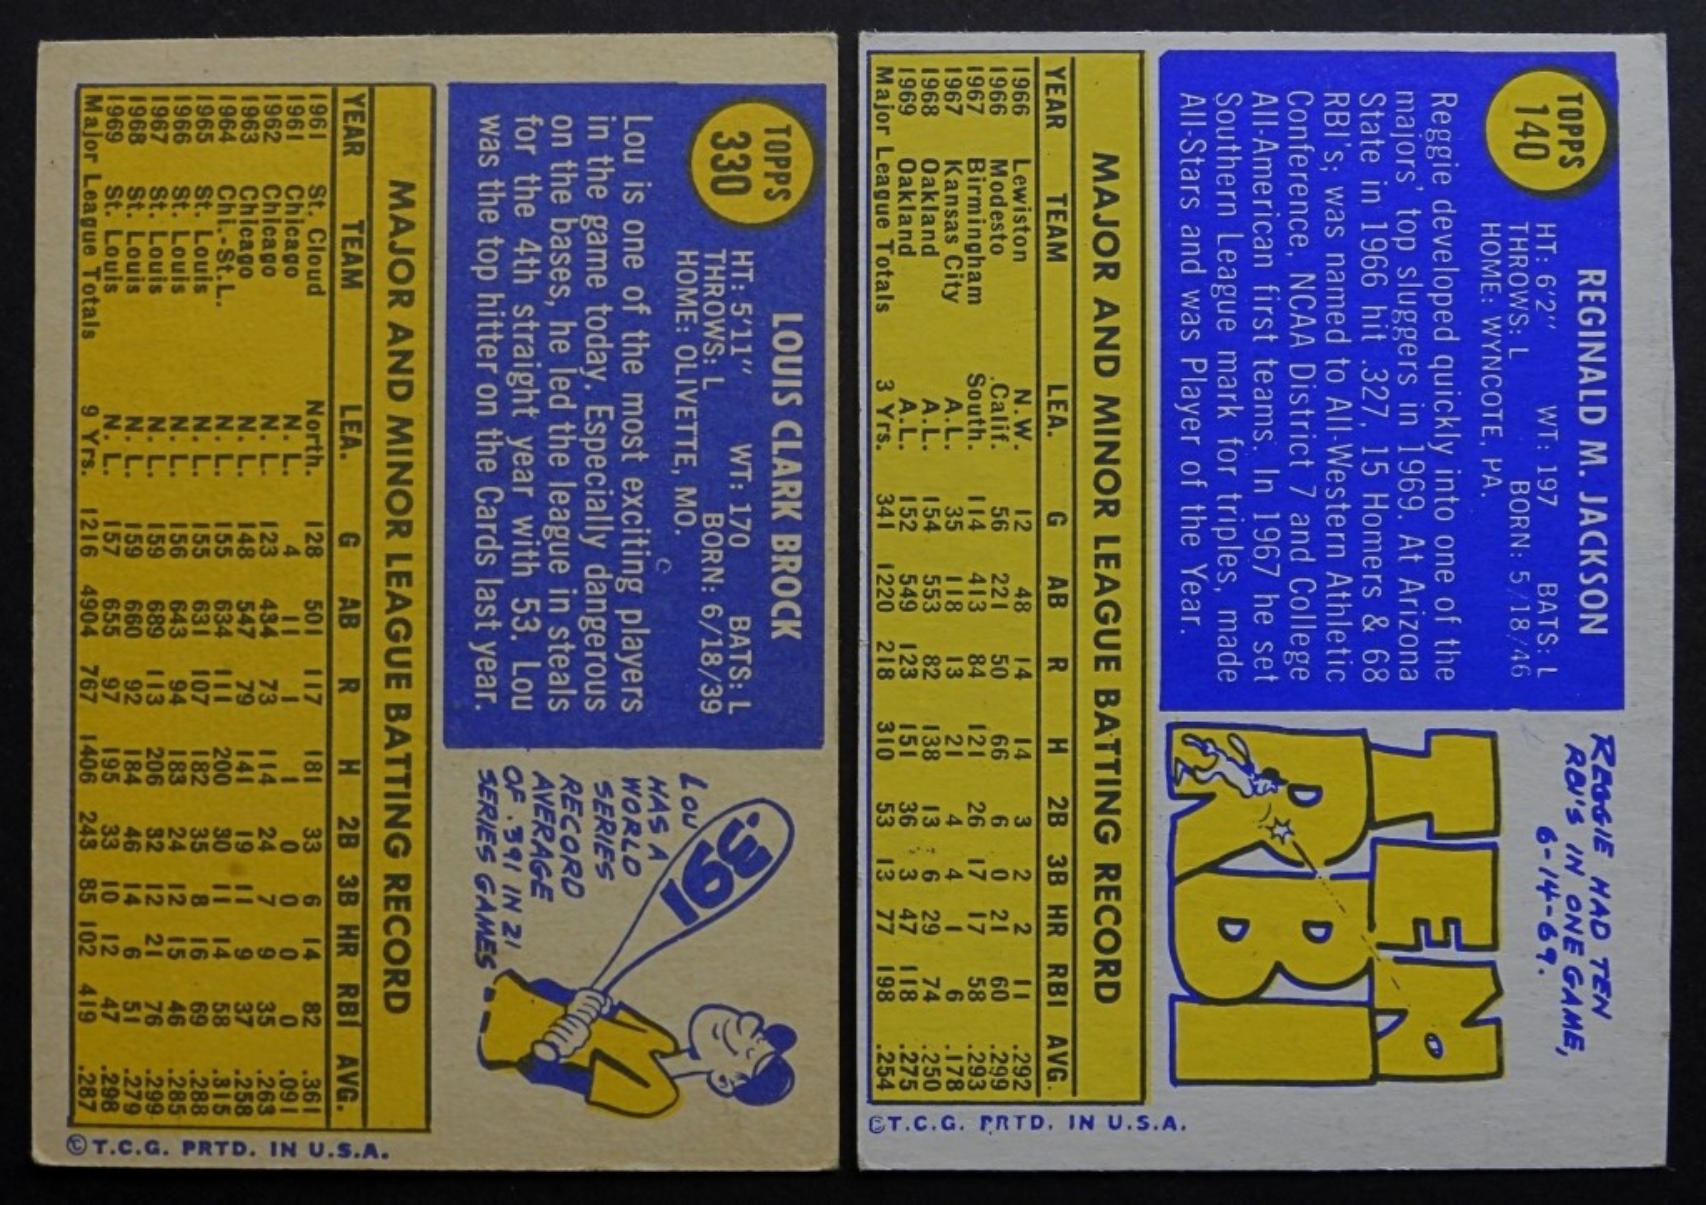 REGINALD M. JACKSON
TOPPS
140
HT: 6'2" WT: 197 BATS: L
THROWS: L BORN: 5/18/46
HOME: WYNCOTE, PA.
Reggie developed quickly into one of the
majors' top sluggers in 1969. At Arizona
State in 1966 hit .327, 15 Homers & 68
RBI's; was named to All-Western Athletic
Conference, NCAA District 7 and College
All-American first teams. In 1967 he set
Southern League mark for triples, made
All-Stars and was Player of the Year.
REGGIE HAD TEN
RBI'S IN ONE GAME,
6-14-69.
TEN
RBI
MAJOR AND MINOR LEAGUE BATTING RECORD
YEAR TEAM LEA. G AB R H 2B 3B HR RBI AVG.
1966 Lewiston N.W. 12 48 14 14 3 2 2 11 .292
1966 Modesto Calif. 56 221 50 66 6 0 21 60 .299
1967 Birmingham South. 114 413 84 121 26 17 17 58 .293
1967 Kansas City A.L. 35 118 13 21 4 4 1 6 .178
1968 Oakland A.L. 154 553 82 138 13 6 29 74 .250
1969 Oakland A.L. 152 549 123 151 36 3 47 118 .275
Major League Totals 3 Yrs. 341 1220 218 310 53 13 77 198 .254
©T.C.G. PRTD. IN U.S.A.
LOUIS CLARK BROCK
TOPPS
330
HT: 5'11" WT: 170 BATS: L
THROWS: L BORN: 6/18/39
HOME: OLIVETTE, MO.
Lou is one of the most exciting players
in the game today. Especially dangerous
on the bases, he led the league in steals
for the 4th straight year with 53. Lou
was the top hitter on the Cards last year.
LOU
HAS A
WORLD
SERIES
RECORD
AVERAGE
OF .391 IN 21
SERIES GAMES
.391
MAJOR AND MINOR LEAGUE BATTING RECORD
YEAR TEAM LEA. G AB R H 2B 3B HR RBI AVG.
1961 St. Cloud North. 128 501 117 181 33 6 14 82 .361
1961 Chicago N. L. 4 11 1 1 0 0 0 0 .091
1962 Chicago N. L. 123 434 73 114 24 7 9 35 .263
1963 Chicago N. L. 148 547 79 141 19 11 9 37 .258
1964 Chi.-St.L. N. L. 155 634 111 200 30 11 14 58 .315
1965 St. Louis N. L. 155 631 107 182 35 8 16 69 .288
1966 St. Louis N. L. 156 643 94 183 24 12 15 46 .285
1967 St. Louis N. L. 159 689 113 206 32 12 21 76 .299
1968 St. Louis N. L. 159 660 92 184 46 14 6 51 .279
1969 St. Louis N. L. 157 655 97 195 33 10 12 47 .298
Major League Totals 9 Yrs. 1216 4904 767 1406 243 85 102 419 .287
©T.C.G. PRTD. IN U.S.A.